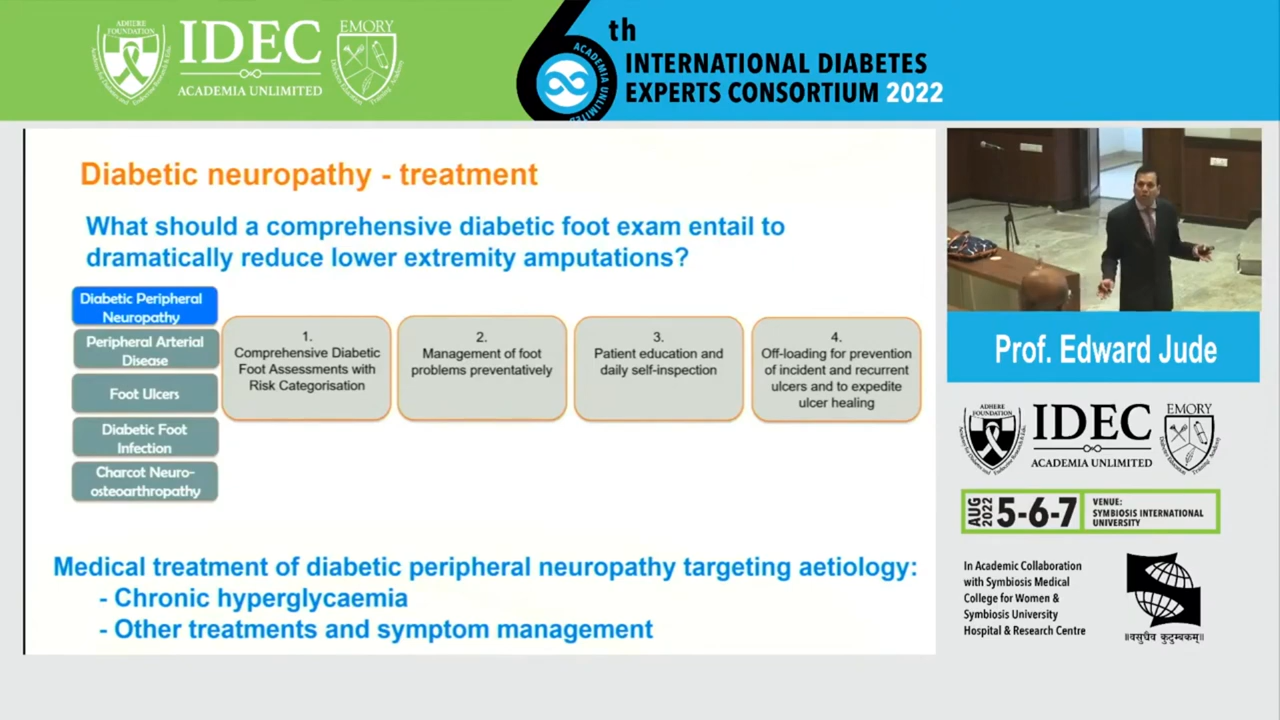 ADHERE
FOUNDATION
IDEC
ACADEMIA UNLIMITED
EMORY
6th
ACADEMIA UNLIMITED
INTERNATIONAL DIABETES
EXPERTS CONSORTIUM 2022
Diabetic neuropathy - treatment
What should a comprehensive diabetic foot exam entail to
dramatically reduce lower extremity amputations?
Diabetic Peripheral
Neuropathy
Peripheral Arterial
Disease
Foot Ulcers
Diabetic Foot
Infection
Charcot Neuro-
osteoarthropathy
1.
Comprehensive Diabetic
Foot Assessments with
Risk Categorisation
2.
Management of foot
problems preventatively
3.
Patient education and
daily self-inspection
4.
Off-loading for prevention
of incident and recurrent
ulcers and to expedite
ulcer healing
Medical treatment of diabetic peripheral neuropathy targeting aetiology:
- Chronic hyperglycaemia
- Other treatments and symptom management
Prof. Edward Jude
ADHERE
FOUNDATION
IDEC
ACADEMIA UNLIMITED
EMORY
AUG
2022
5-6-7
VENUE:
SYMBIOSIS INTERNATIONAL
UNIVERSITY
In Academic Collaboration
with Symbiosis Medical
College for Women &
Symbiosis University
Hospital & Research Centre
॥वसुधैव कुटुम्बकम्॥